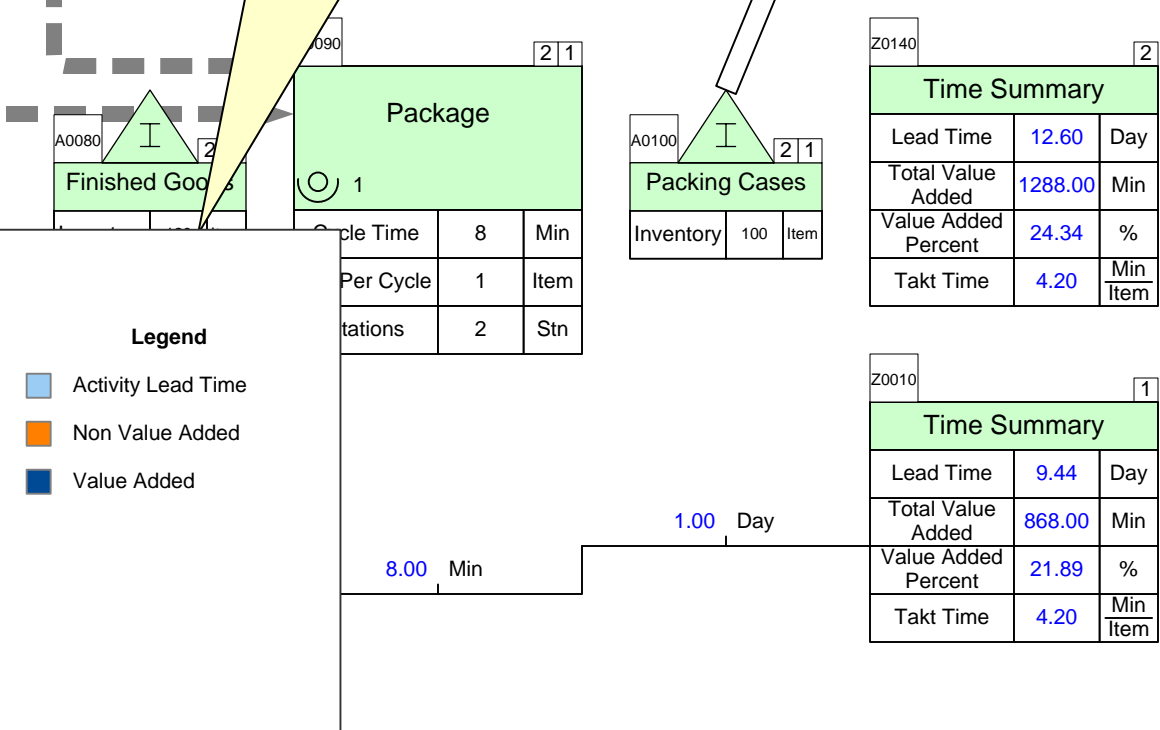 090
2 1
Package
1
Cycle Time 8 Min
Per Cycle 1 Item
tations 2 Stn
A0080
2
Finished Goods
A0100
2 1
Packing Cases
Inventory 100 Item
Z0140
2
Time Summary
Lead Time 12.60 Day
Total Value
Added 1288.00 Min
Value Added
Percent 24.34 %
Takt Time 4.20 Min
Item
Legend
Activity Lead Time
Non Value Added
Value Added
8.00 Min
1.00 Day
Z0010
1
Time Summary
Lead Time 9.44 Day
Total Value
Added 868.00 Min
Value Added
Percent 21.89 %
Takt Time 4.20 Min
Item